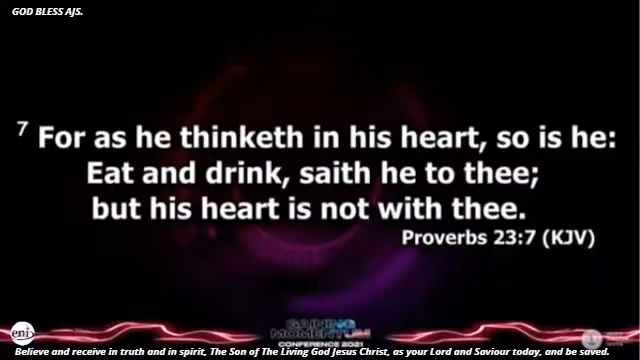 GOD BLESS AJS.
7 For as he thinketh in his heart, so is he:
Eat and drink, saith he to thee;
but his heart is not with thee.
Proverbs 23:7 (KJV)
eni
GAINING
MOMENTUM
CONFERENCE 2021
Believe and receive in truth and in spirit, The Son of The Living God Jesus Christ, as your Lord and Saviour today, and be saved.